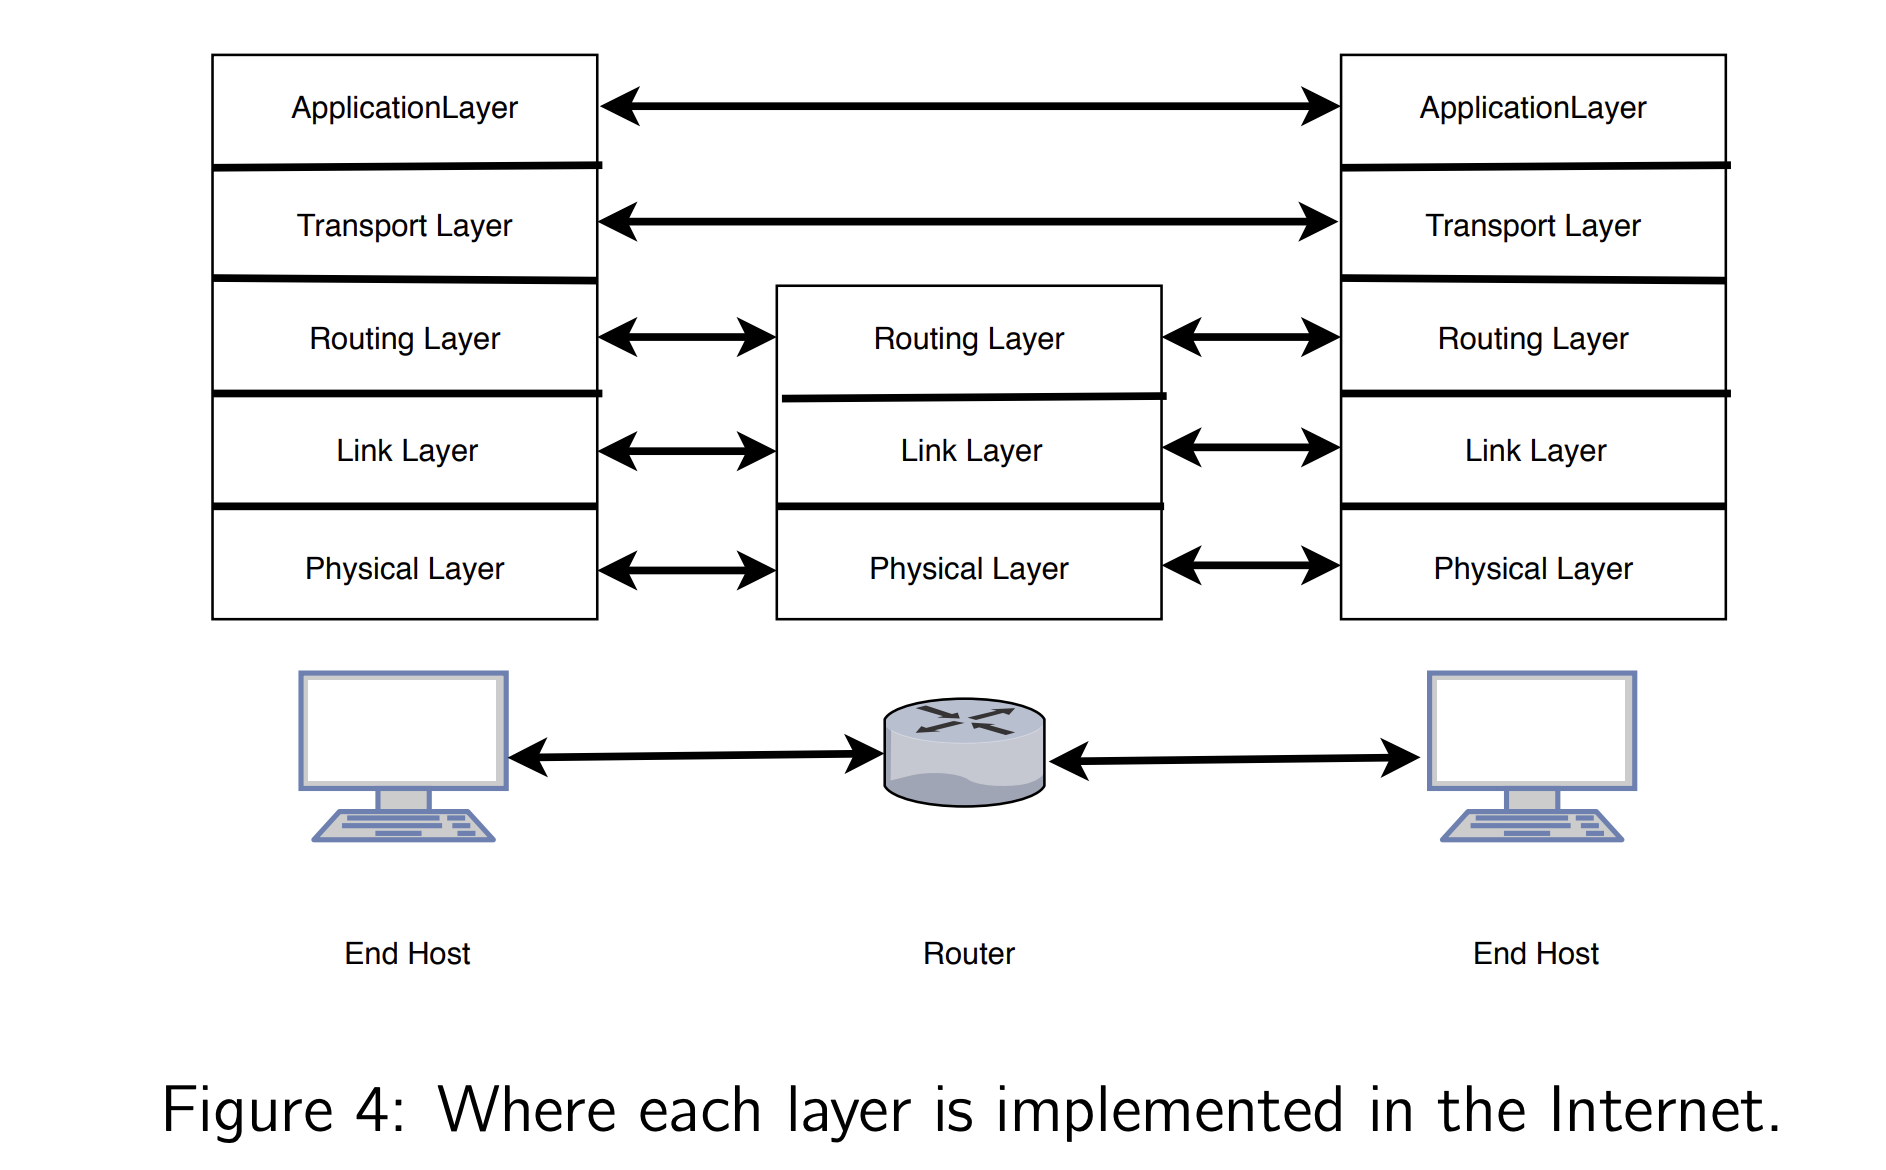 ApplicationLayer
Transport Layer
Routing Layer
Link Layer
Physical Layer
Routing Layer
Link Layer
Physical Layer
ApplicationLayer
Transport Layer
Routing Layer
Link Layer
Physical Layer
End Host
Router
End Host
Figure 4: Where each layer is implemented in the Internet.